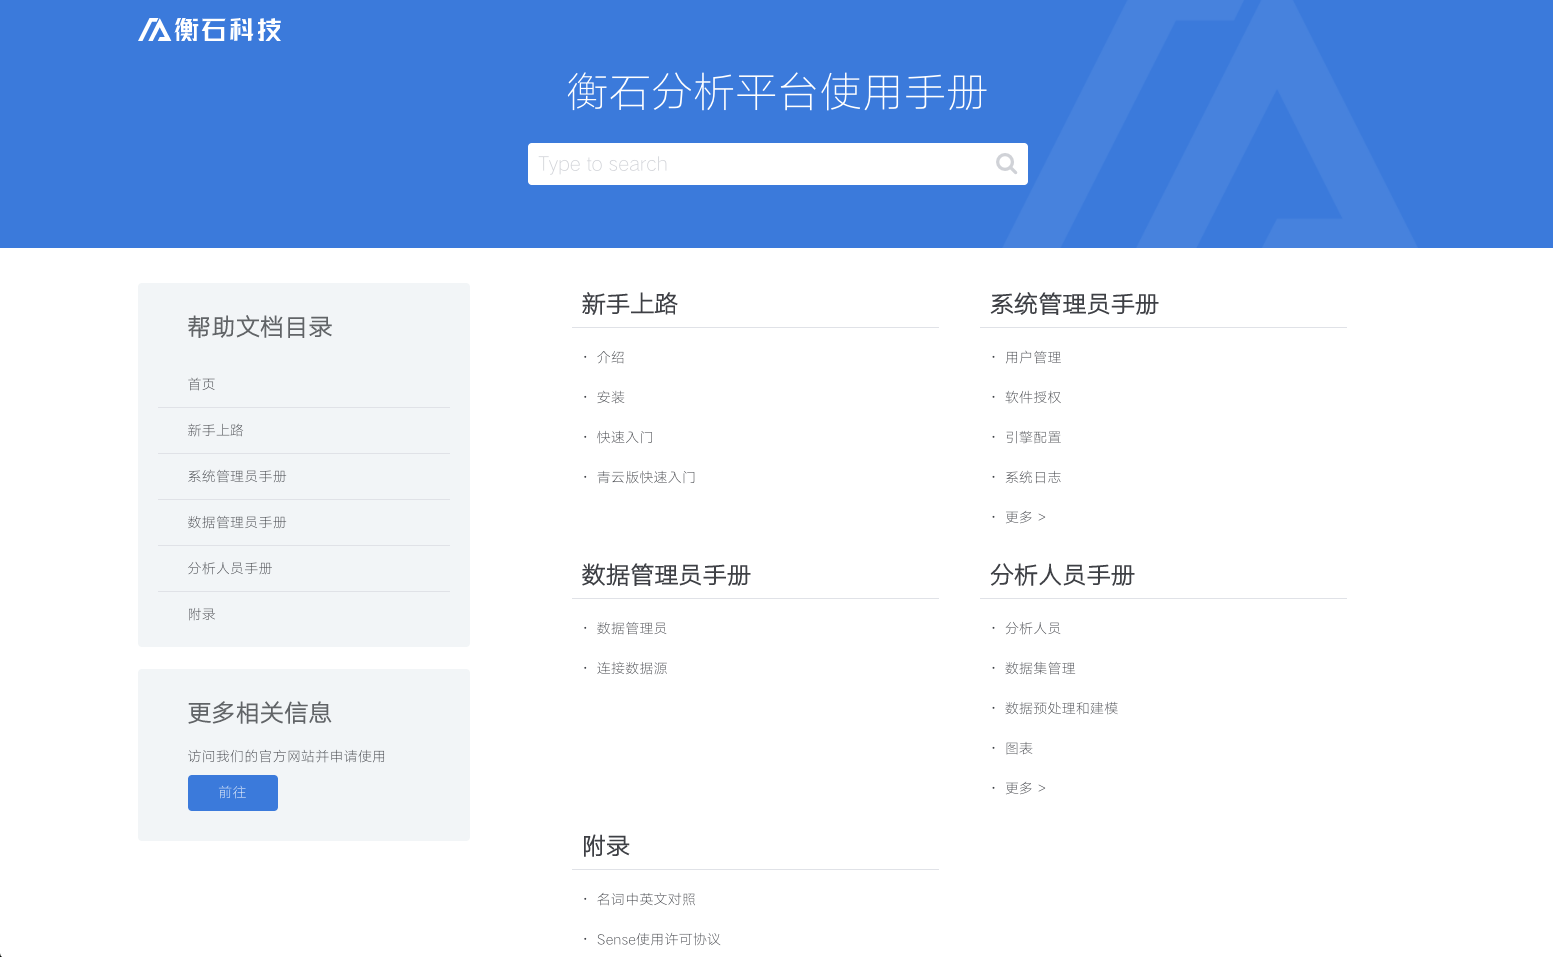 衡石科技
衡石分析平台使用手册
Type to search
帮助文档目录
首页
新手上路
系统管理员手册
数据管理员手册
分析人员手册
附录
更多相关信息
访问我们的官方网站并申请使用
前往
新手上路
· 介绍
· 安装
· 快速入门
· 青云版快速入门
系统管理员手册
· 用户管理
· 软件授权
· 引擎配置
· 系统日志
· 更多 >
数据管理员手册
· 数据管理员
· 连接数据源
分析人员手册
· 分析人员
· 数据集管理
· 数据预处理和建模
· 图表
· 更多 >
附录
· 名词中英文对照
· Sense使用许可协议